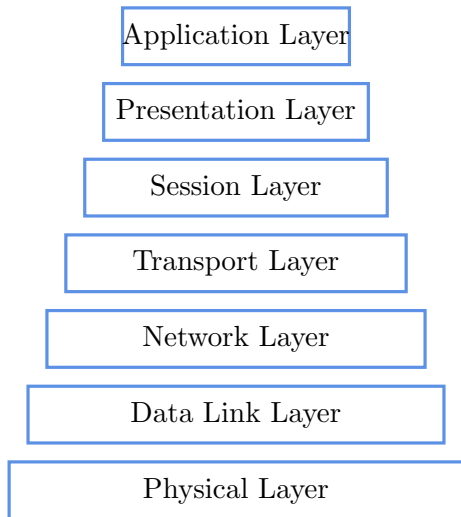 Application Layer
Presentation Layer
Session Layer
Transport Layer
Network Layer
Data Link Layer
Physical Layer